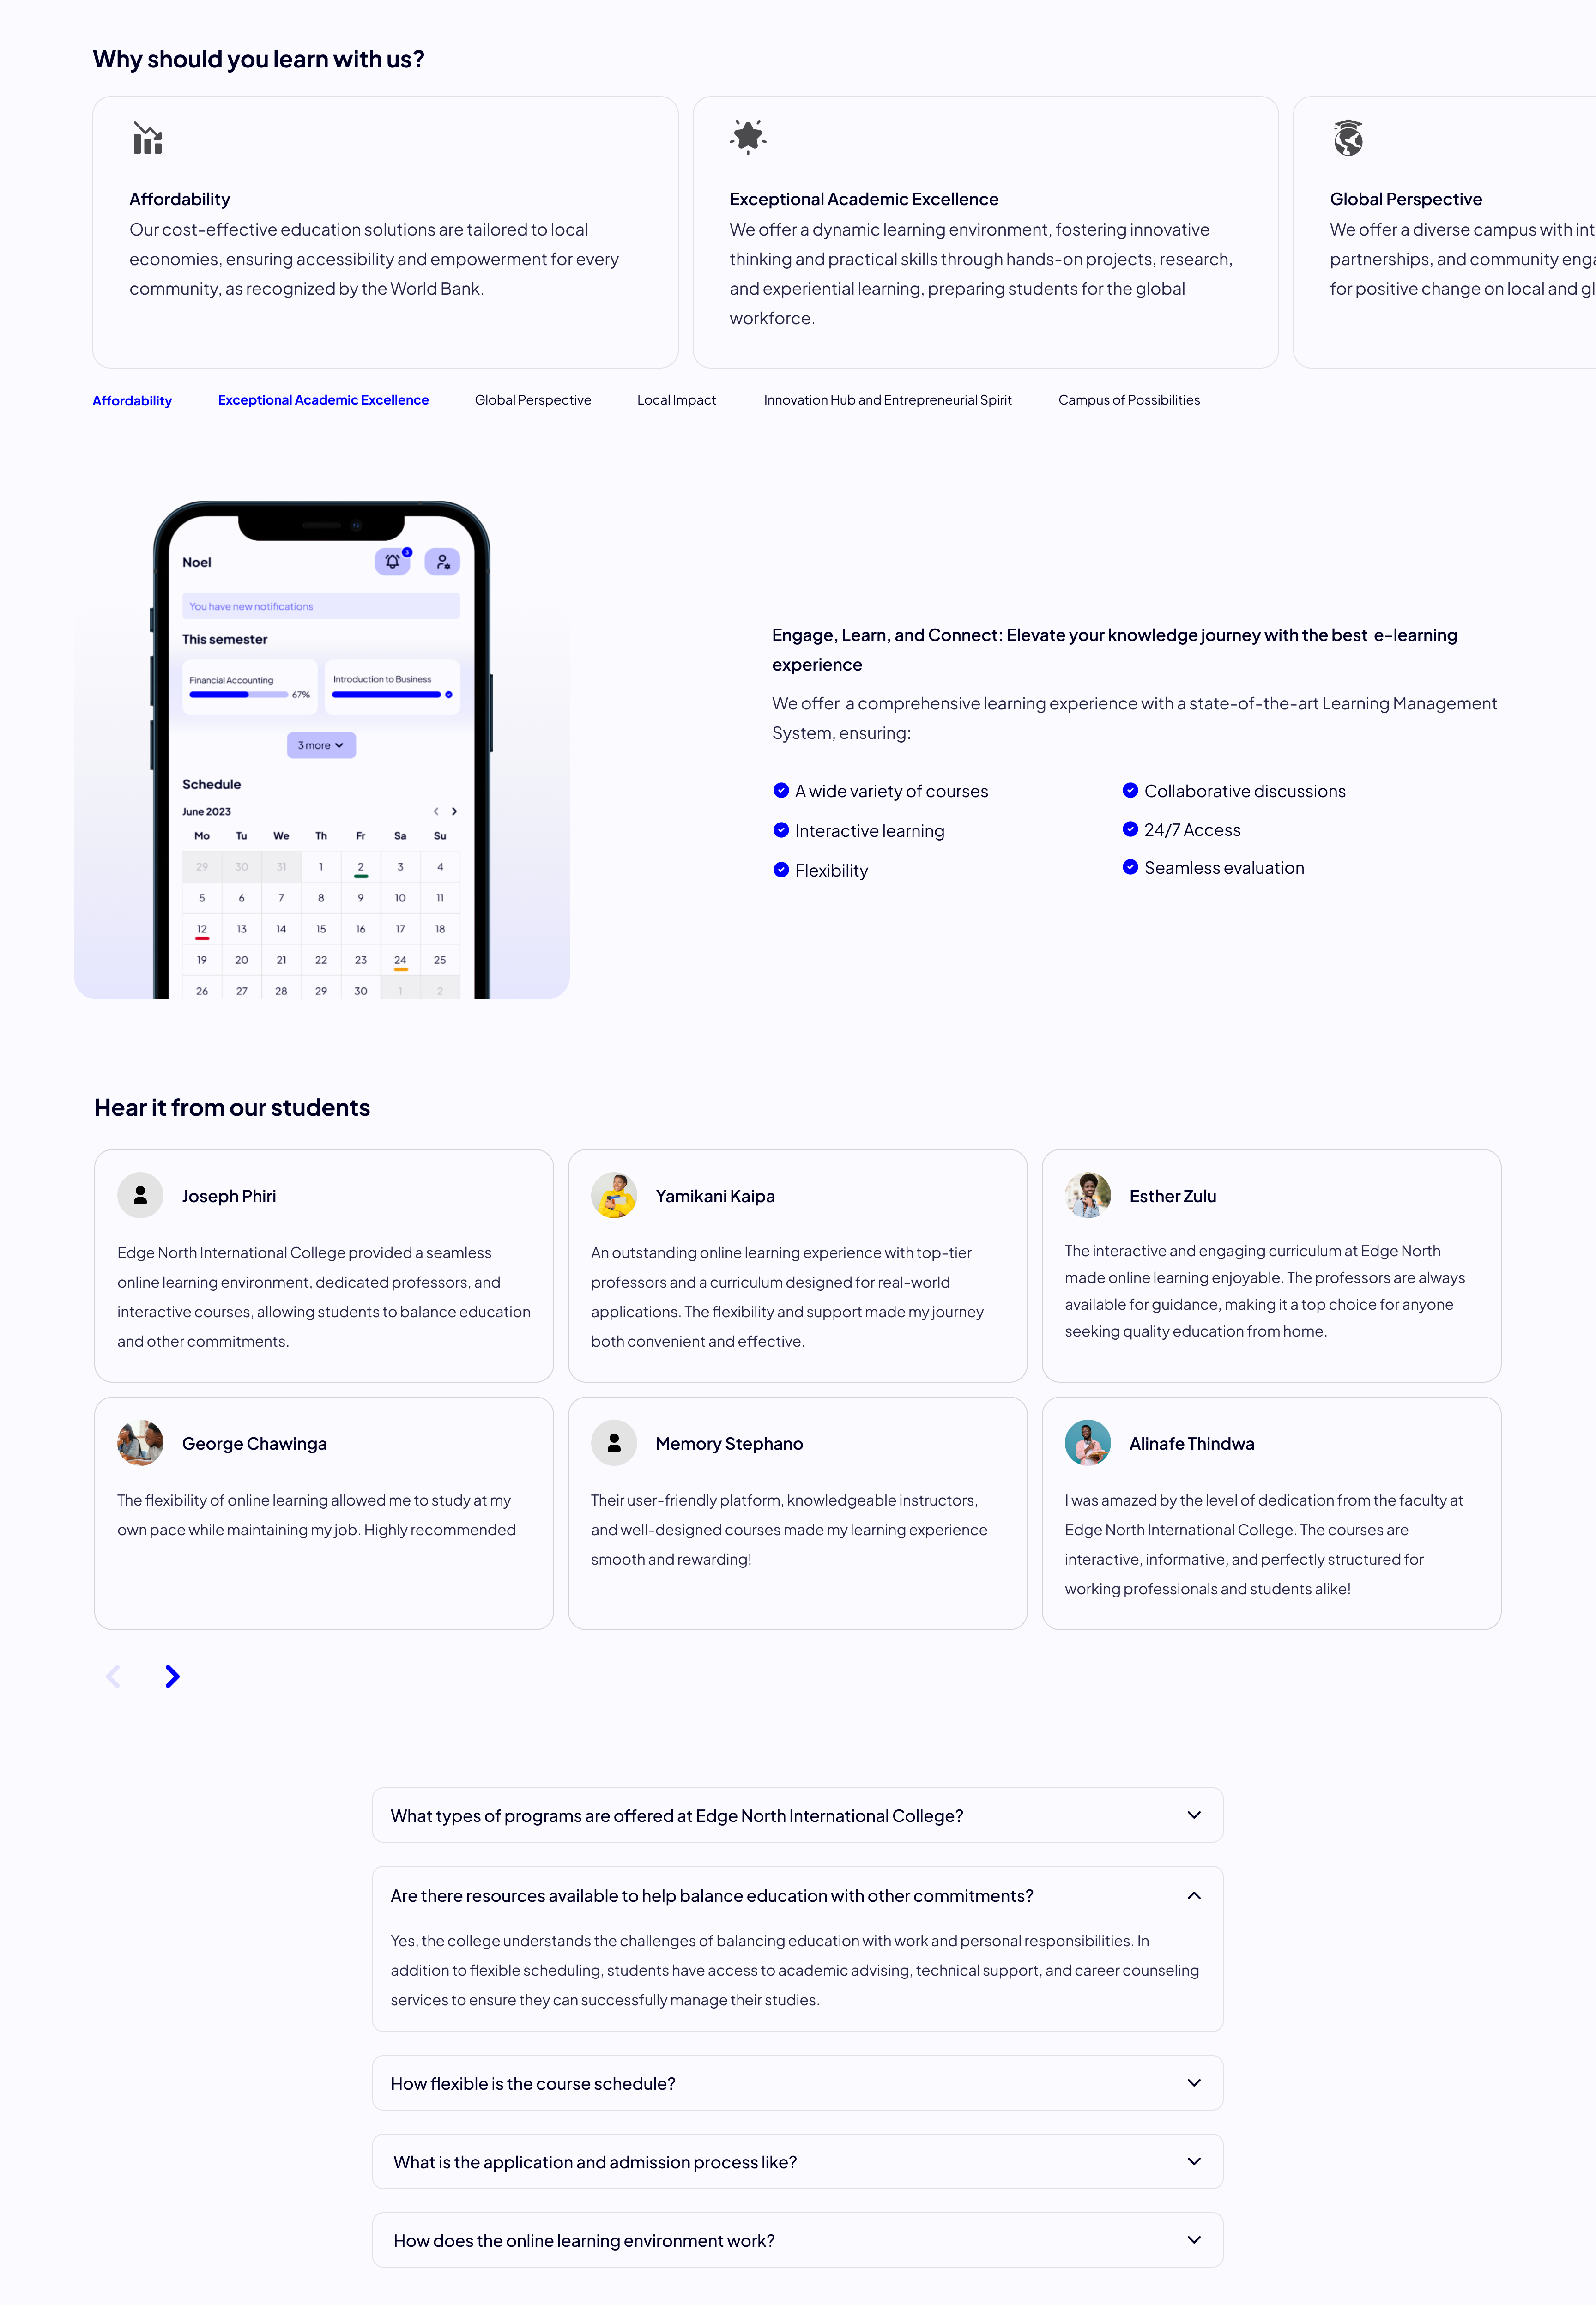 Why should you learn with us?
Affordability
Our cost-effective education solutions are tailored to local
economies, ensuring accessibility and empowerment for every
community, as recognized by the World Bank.
Exceptional Academic Excellence
We offer a dynamic learning environment, fostering innovative
thinking and practical skills through hands-on projects, research,
and experiential learning, preparing students for the global
workforce.
Global Perspective
We offer a diverse campus with
partnerships, and community
for positive change on local and
Affordability Exceptional Academic Excellence Global Perspective Local Impact Innovation Hub and Entrepreneurial Spirit Campus of Possibilities
Noel
3
You have new notifications
This semester
Financial Accounting
67%
Introduction to Business
3 more
Schedule
June 2023
Mo Tu We Th Fr Sa Su
29 30 31 1 2 3 4
5 6 7 8 9 10 11
12 13 14 15 16 17 18
19 20 21 22 23 24 25
26 27 28 29 30 1 2
Engage, Learn, and Connect: Elevate your knowledge journey with the best e-learning
experience
We offer a comprehensive learning experience with a state-of-the-art Learning Management
System, ensuring:
A wide variety of courses
Interactive learning
Flexibility
Collaborative discussions
24/7 Access
Seamless evaluation
Hear it from our students
Joseph Phiri
Edge North International College provided a seamless
online learning environment, dedicated professors, and
interactive courses, allowing students to balance education
and other commitments.
Yamikani Kaipa
An outstanding online learning experience with top-tier
professors and a curriculum designed for real-world
applications. The flexibility and support made my journey
both convenient and effective.
Esther Zulu
The interactive and engaging curriculum at Edge North
made online learning enjoyable. The professors are always
available for guidance, making it a top choice for anyone
seeking quality education from home.
George Chawinga
The flexibility of online learning allowed me to study at my
own pace while maintaining my job. Highly recommended
Memory Stephano
Their user-friendly platform, knowledgeable instructors,
and well-designed courses made my learning experience
smooth and rewarding!
Alinafe Thindwa
I was amazed by the level of dedication from the faculty at
Edge North International College. The courses are
interactive, informative, and perfectly structured for
working professionals and students alike!
What types of programs are offered at Edge North International College?
Are there resources available to help balance education with other commitments?
Yes, the college understands the challenges of balancing education with work and personal responsibilities. In
addition to flexible scheduling, students have access to academic advising, technical support, and career counseling
services to ensure they can successfully manage their studies.
How flexible is the course schedule?
What is the application and admission process like?
How does the online learning environment work?